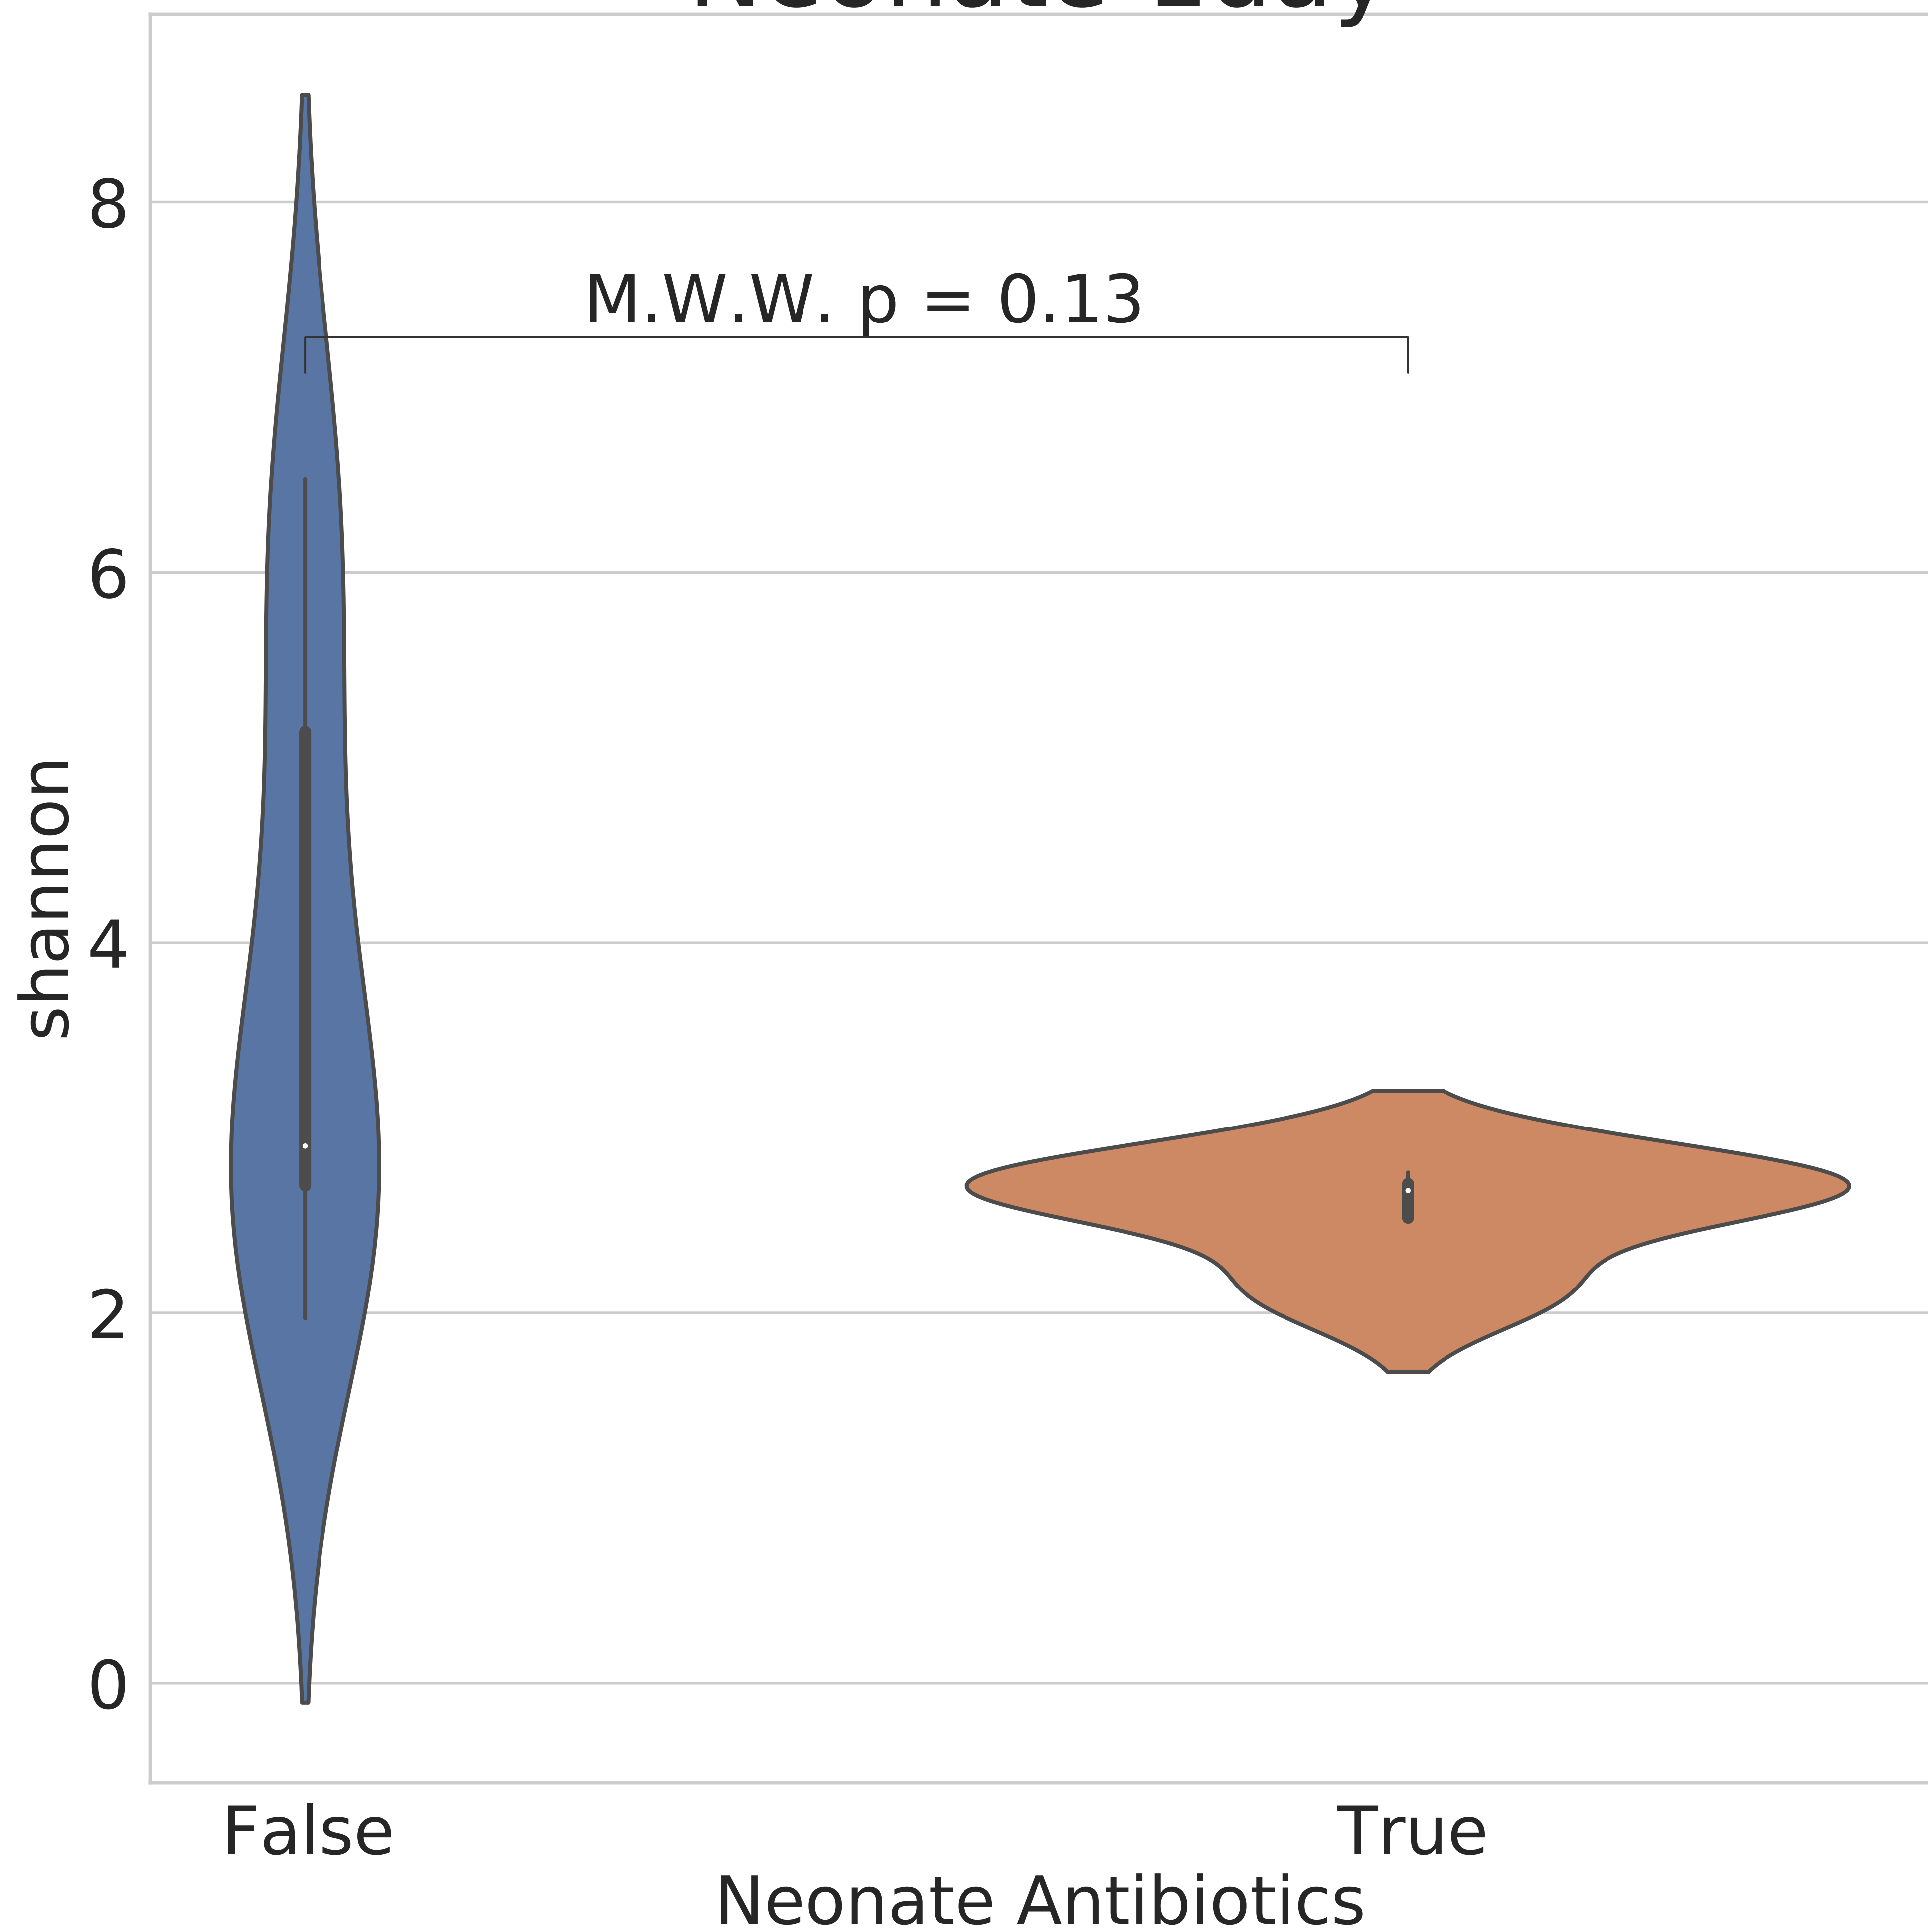 8
M.W.W. p = 0.13
6
shannon
4
2
0
False True
Neonate Antibiotics